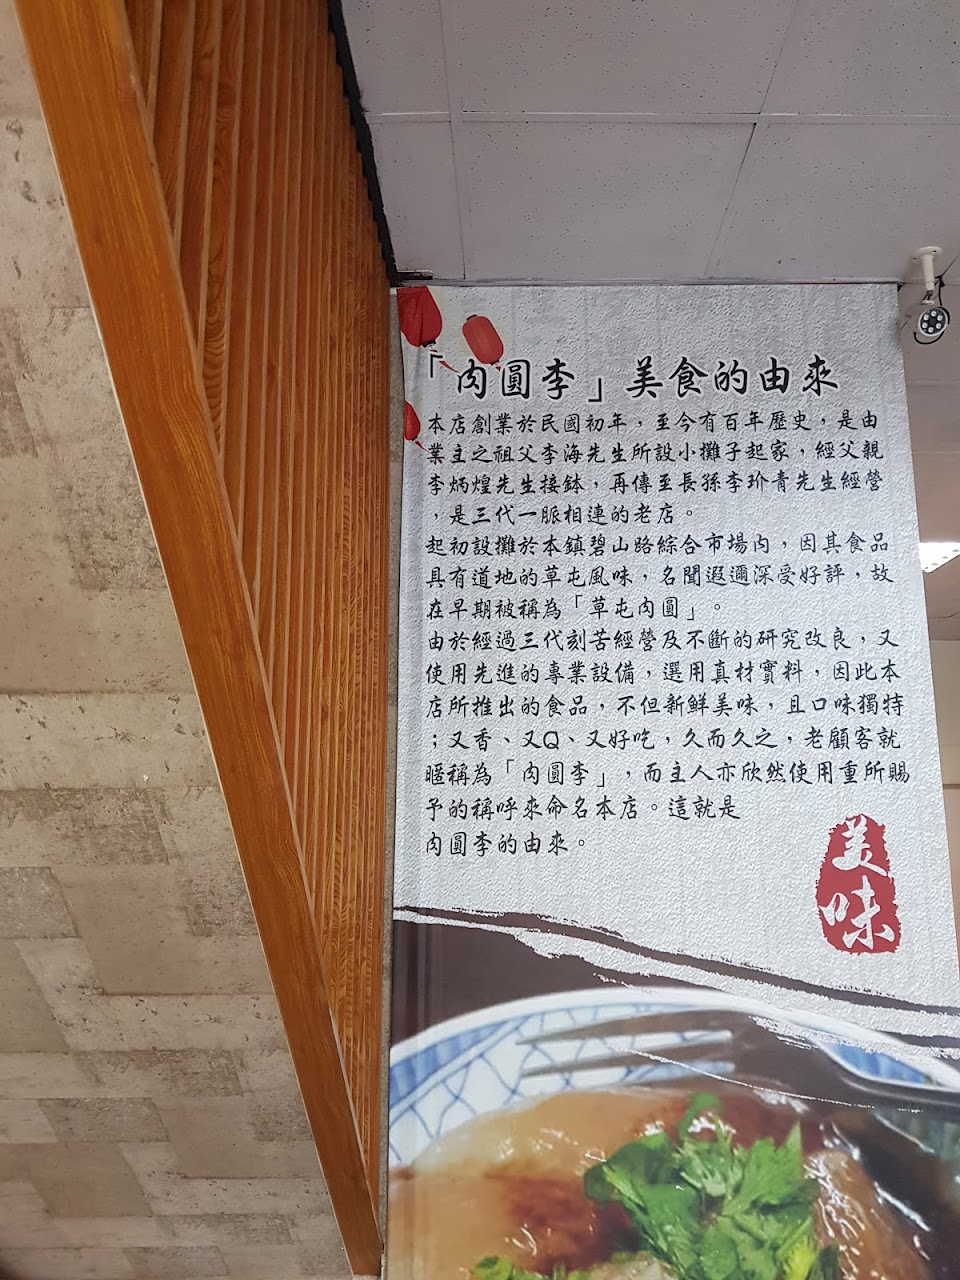 「肉圓李」美食的由來
本店創業於民國初年，至今有百年歷史，是由
業主之祖父李海先生所設小攤子起家，經父親
李炳煌先生接缽，再傳至長孫李玠青先生經營
，是三代一脈相連的老店。
起初設攤於本鎮碧山路綜合市場內，因其食品
具有道地的草屯風味，名聞遐邇深受好評，故
在早期被稱為「草屯肉圓」。
由於經過三代刻苦經營及不斷的研究改良，又
使用先進的專業設備，選用真材實料，因此本
店所推出的食品，不但新鮮美味，且口味獨特
；又香、又Q、又好吃，久而久之，老顧客就
暱稱為「肉圓李」，而主人亦欣然使用重所賜
予的稱呼來命名本店。這就是
肉圓李的由來。
美味